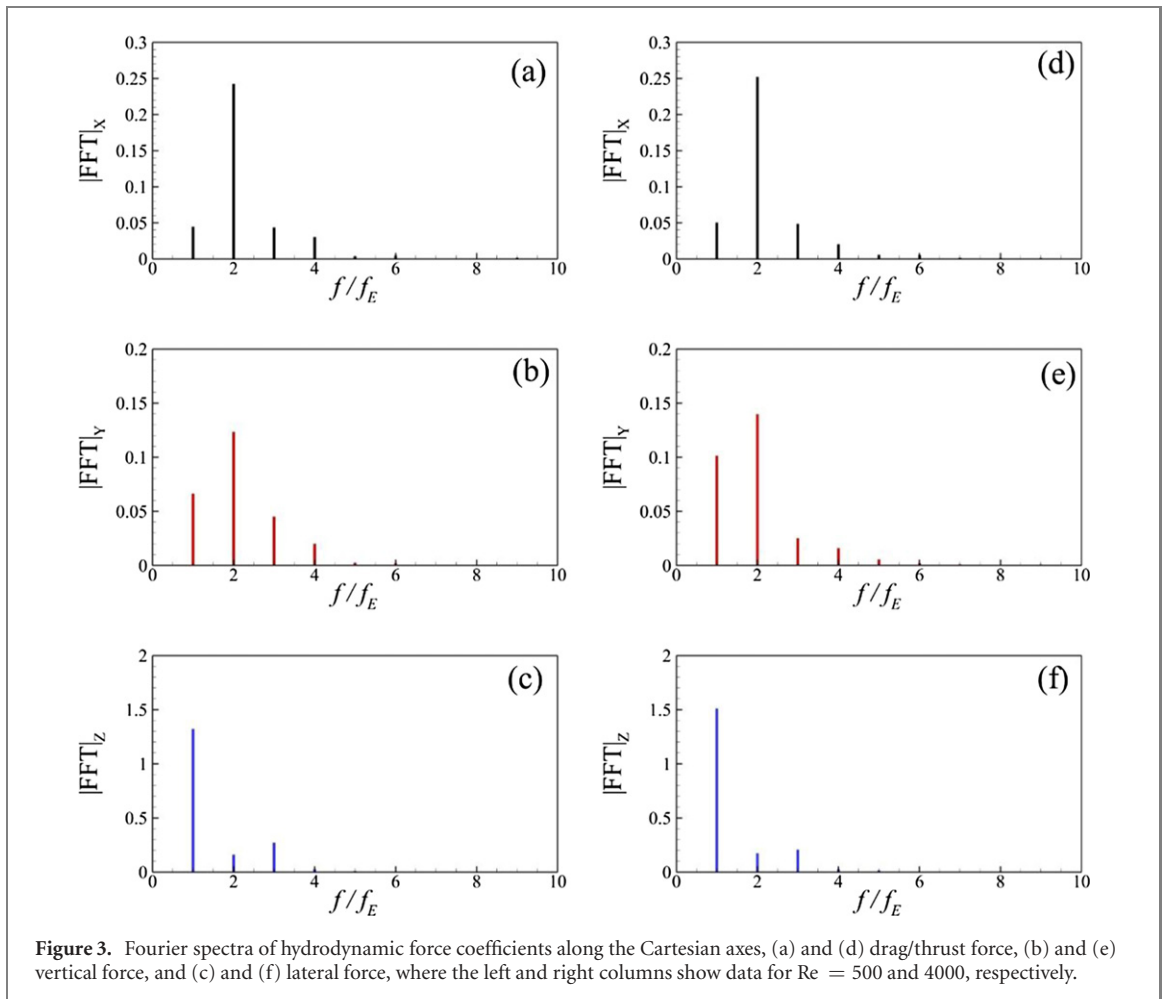 0.3
0.25
0.2
0.15
0.1
0.05
0
|FFT|X
(a)
0 2 4 6 8 10
f/fE
0.3
0.25
0.2
0.15
0.1
0.05
0
|FFT|X
(d)
0 2 4 6 8 10
f/fE
0.2
0.15
0.1
0.05
0
|FFT|Y
(b)
0 2 4 6 8 10
f/fE
0.2
0.15
0.1
0.05
0
|FFT|Y
(e)
0 2 4 6 8 10
f/fE
2
1.5
1
0.5
0
|FFT|Z
(c)
0 2 4 6 8 10
f/fE
2
1.5
1
0.5
0
|FFT|Z
(f)
0 2 4 6 8 10
f/fE
Figure 3. Fourier spectra of hydrodynamic force coefficients along the Cartesian axes, (a) and (d) drag/thrust force, (b) and (e)
vertical force, and (c) and (f) lateral force, where the left and right columns show data for Re = 500 and 4000, respectively.